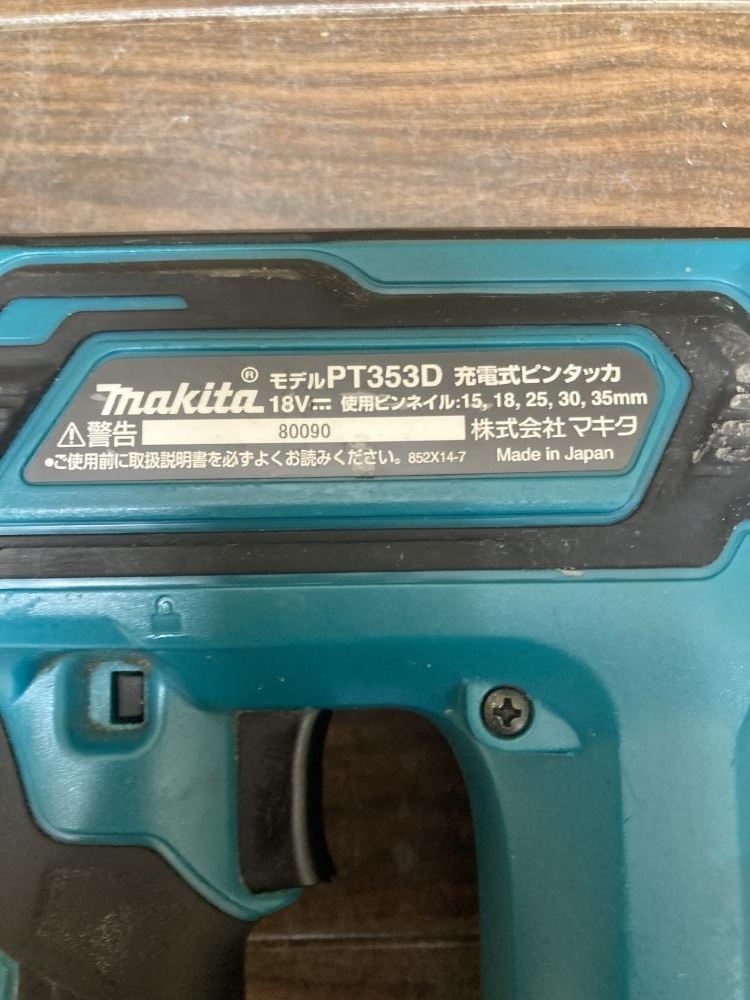 makita® モデルPT353D 充電式ピンタッカ
18V⎓ 使用ピンネイル:15, 18, 25, 30, 35mm
⚠警告 80090 株式会社マキタ
●ご使用前に取扱説明書を必ずよくお読みください。 852X14-7 Made in Japan